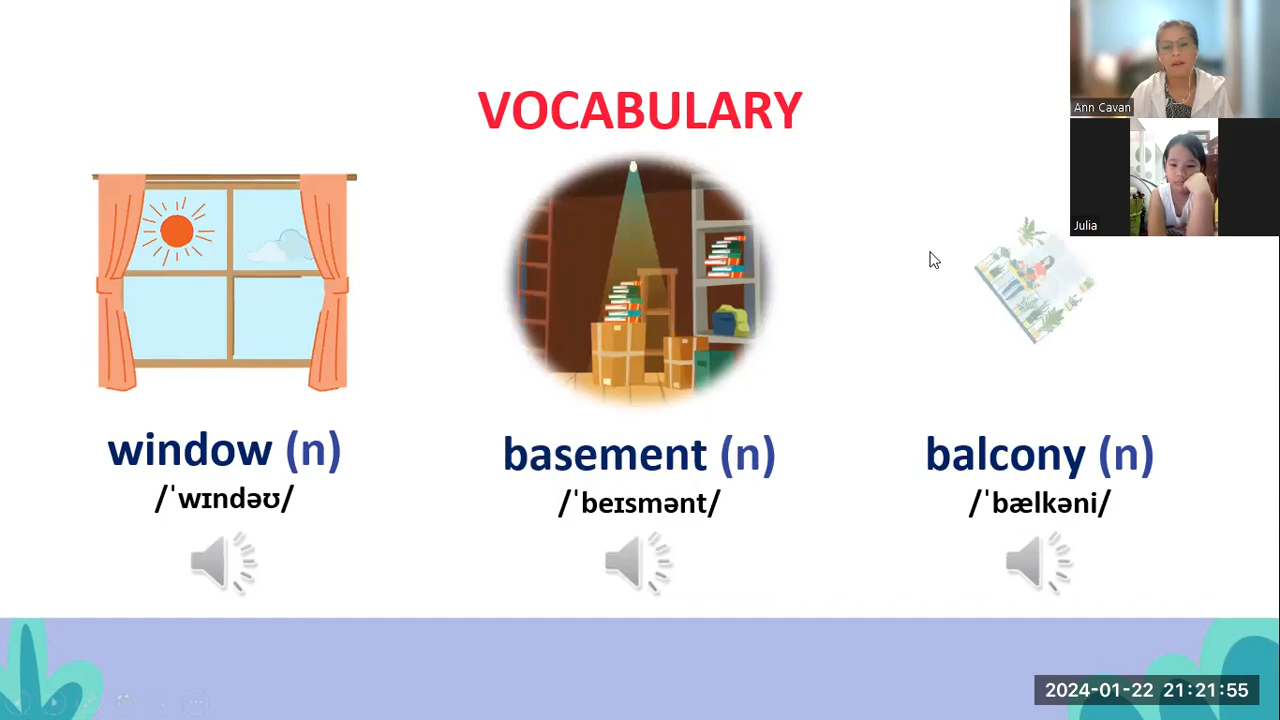 VOCABULARY
Ann Cavan
Julia
window (n)
/ˈwɪndəʊ/
basement (n)
/ˈbeɪsmənt/
balcony (n)
/ˈbælkəni/
2024-01-22 21:21:55